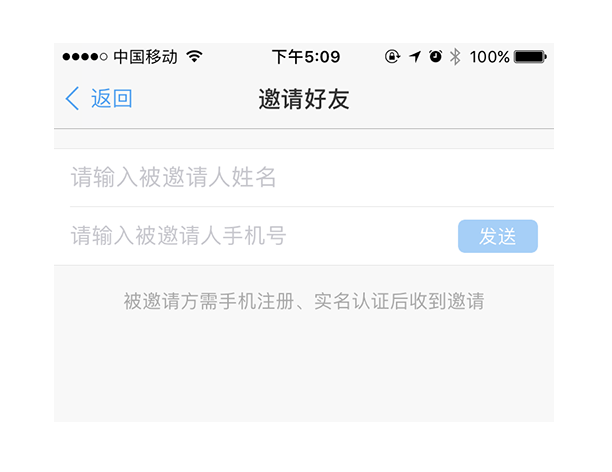 中国移动 下午5:09 100%
返回 邀请好友
请输入被邀请人姓名
请输入被邀请人手机号 发送
被邀请方需手机注册、实名认证后收到邀请